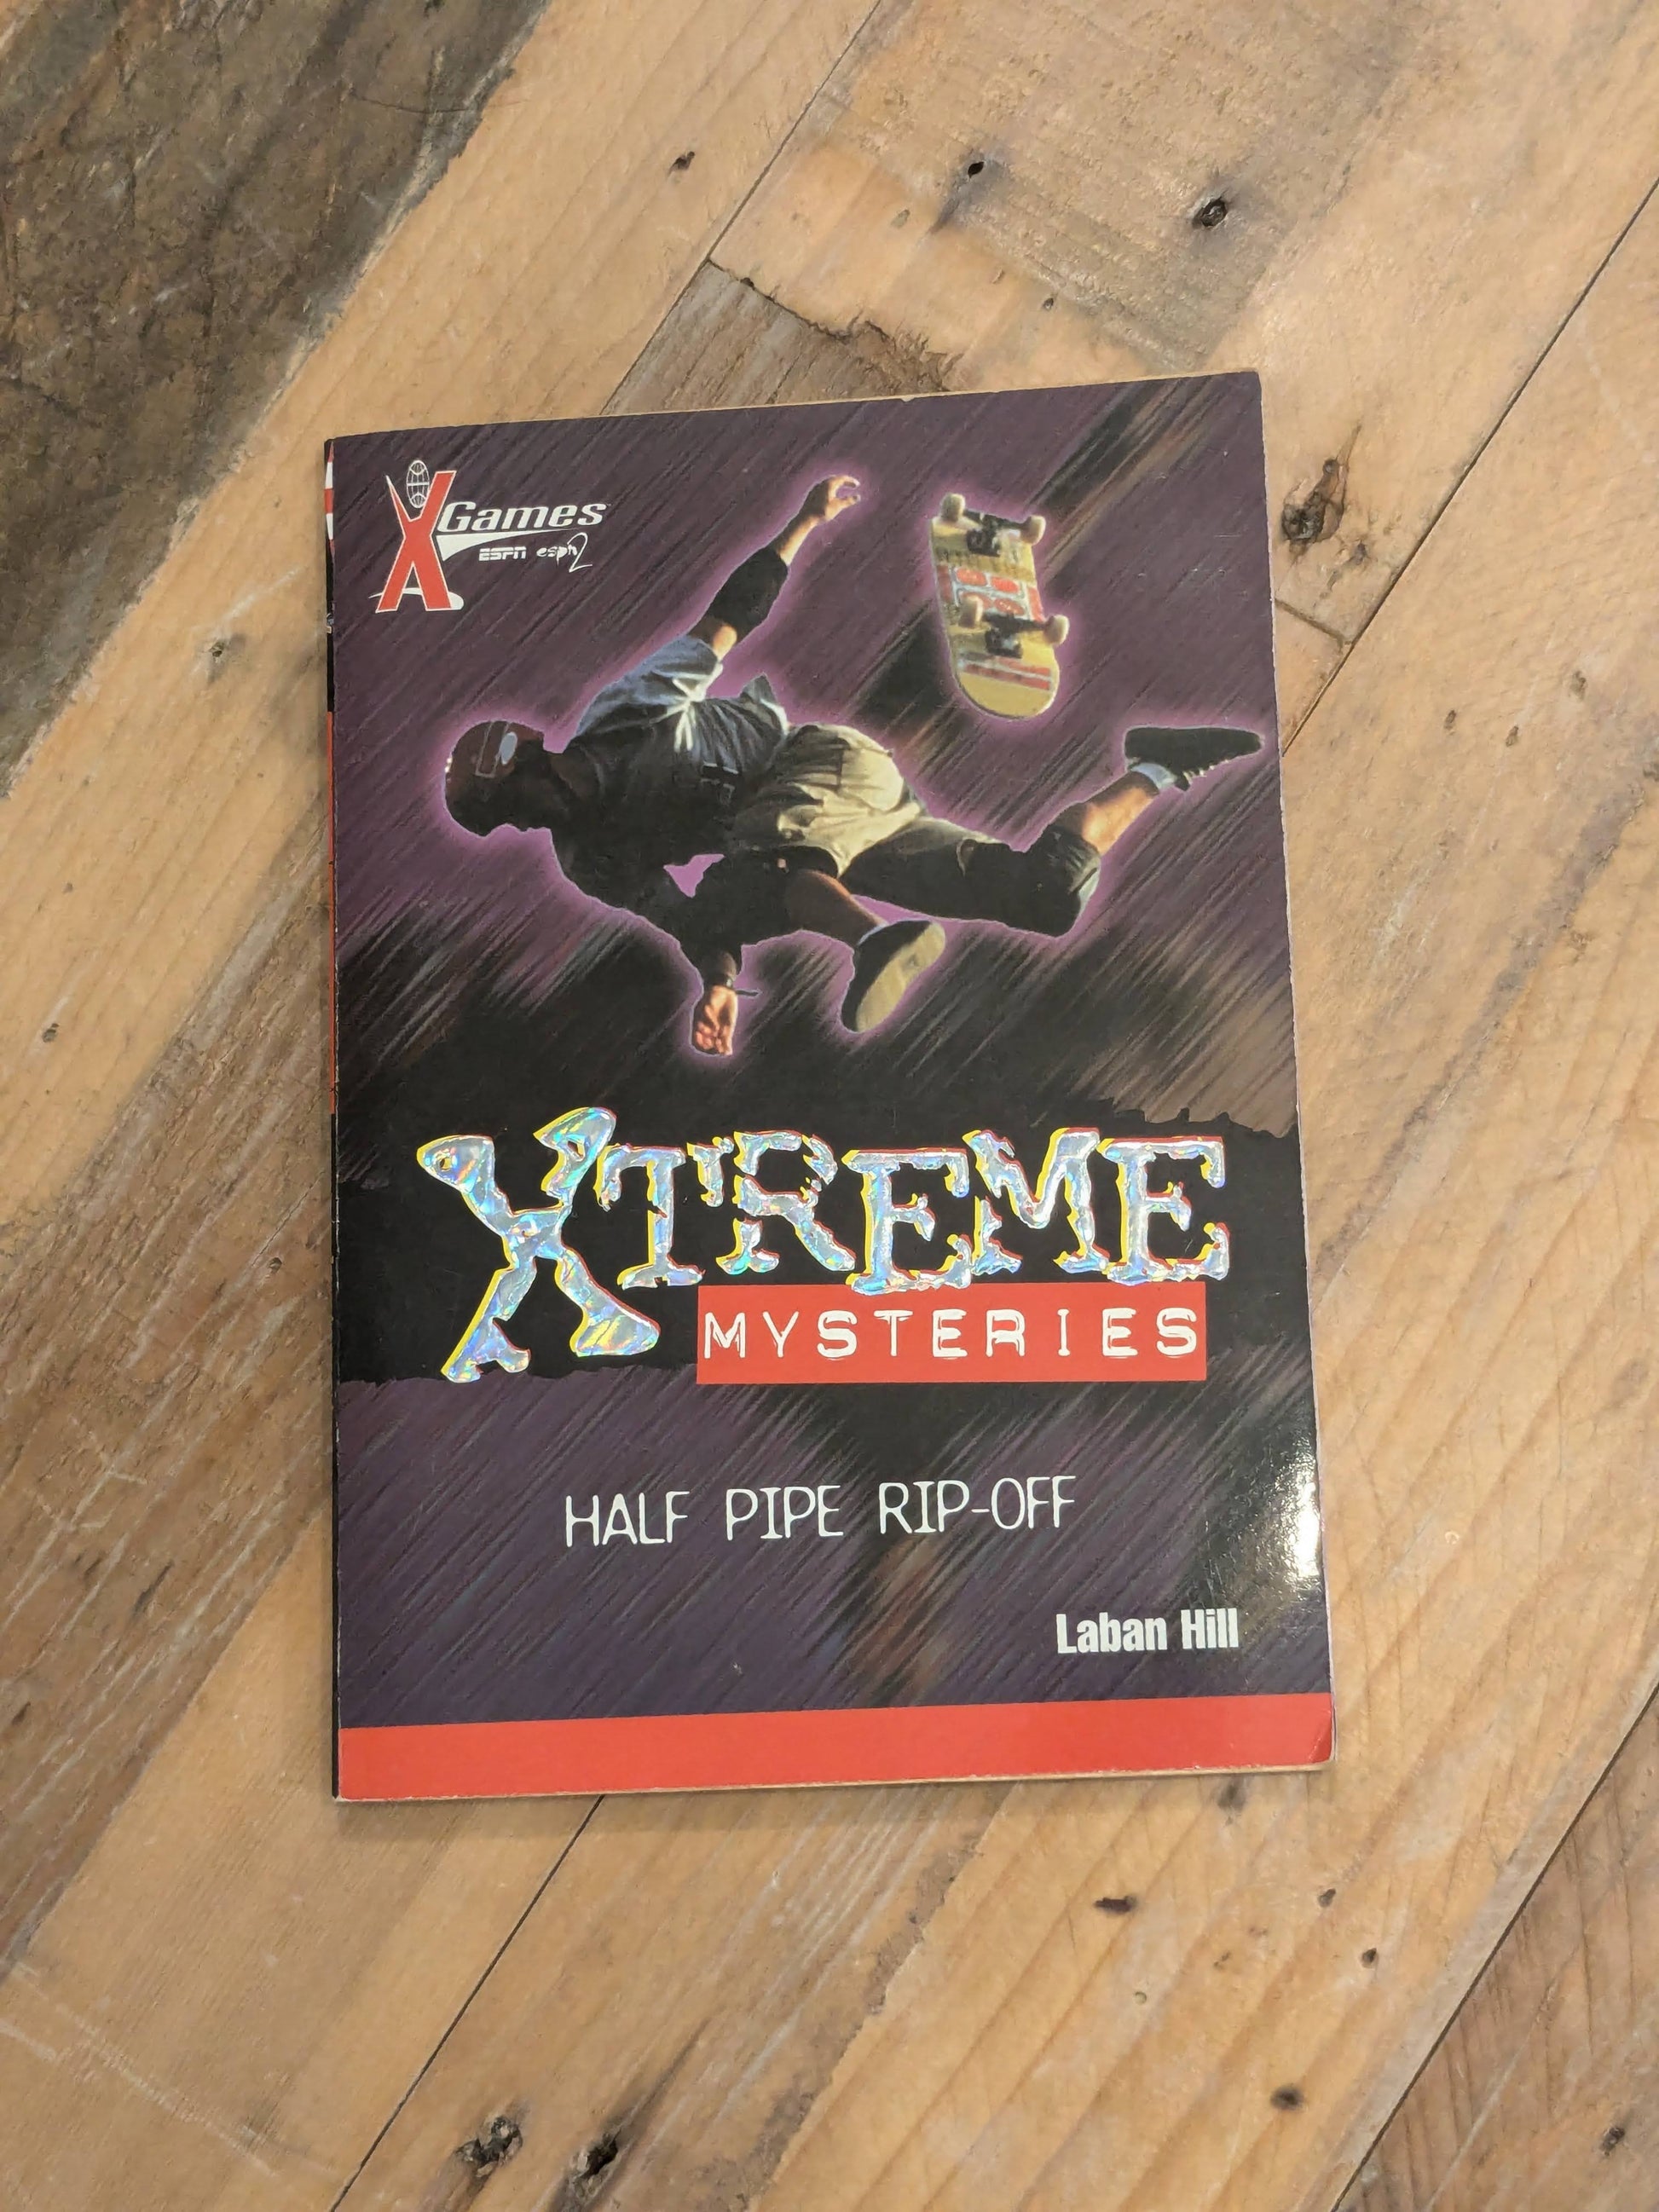 X Games
ESPN espn2
XTREME
MYSTERIES
HALF PIPE RIP-OFF
Laban Hill